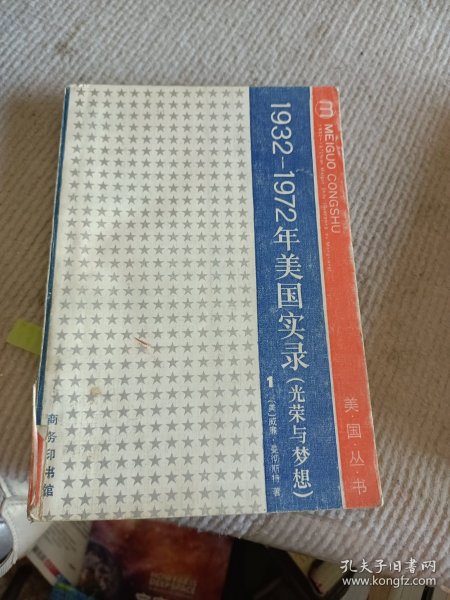 MEIGUO CONGSHU
美·国·丛·书
1932-1972年美国实录
(光荣与梦想)
1
〔美〕威廉·曼彻斯特 著
商务印书馆
孔夫子旧书网
www.kongfz.com